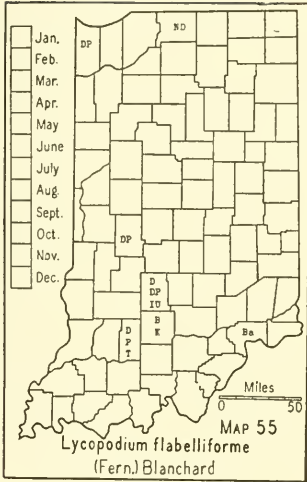 Jan.
Feb.
Mar.
Apr.
May
June
July
Aug.
Sept.
Oct.
Nov.
Dec.
DP
ND
DP
D
DP
IU
B
K
D
P
T
Ba
Miles
0 50
MAP 55
Lycopodium flabelliforme
(Fern.) Blanchard